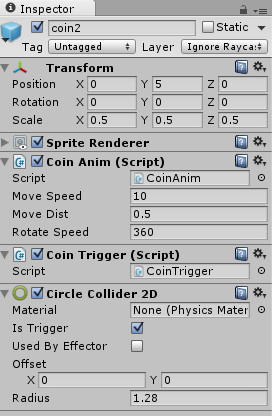 Inspector
coin2 Static
Tag Untagged Layer Ignore Raycas
Transform
Position X 0 Y 5 Z 0
Rotation X 0 Y 0 Z 0
Scale X 0.5 Y 0.5 Z 0.5
Sprite Renderer
Coin Anim (Script)
Script CoinAnim
Move Speed 10
Move Dist 0.5
Rotate Speed 360
Coin Trigger (Script)
Script CoinTrigger
Circle Collider 2D
Material None (Physics Mater
Is Trigger
Used By Effector
Offset
X 0 Y 0
Radius 1.28